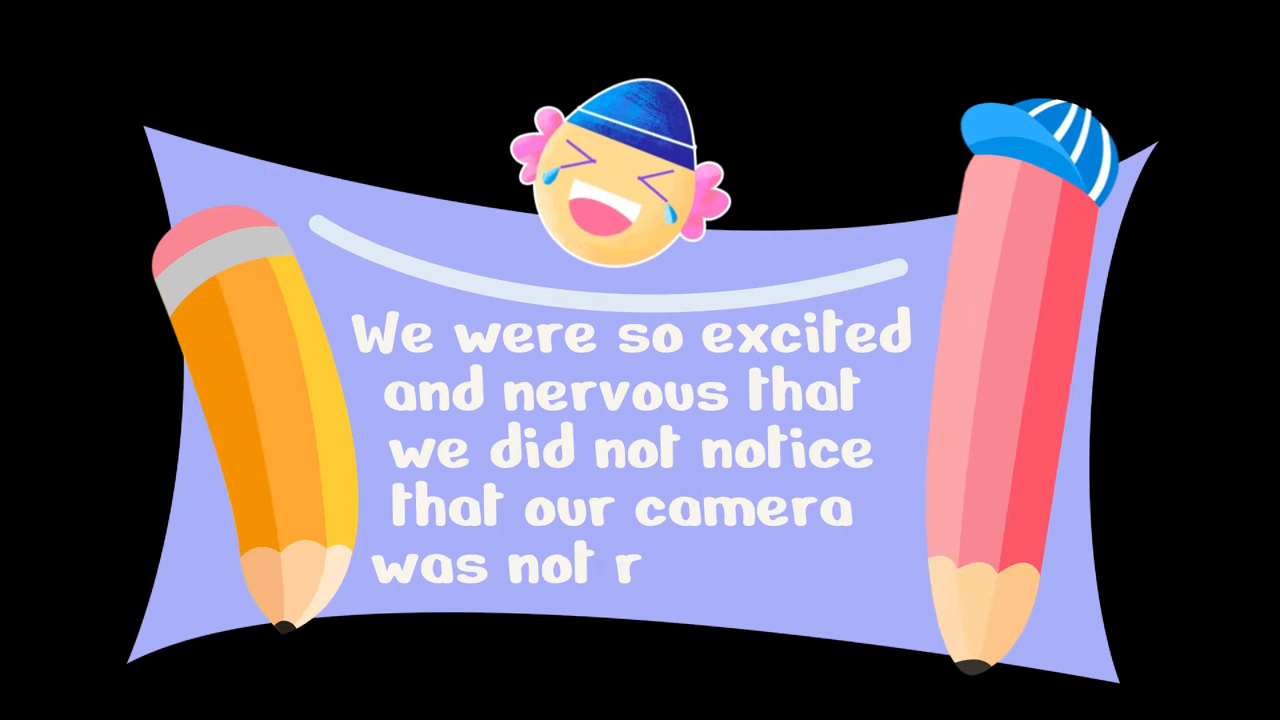 We were so excited
and nervous that
we did not notice
that our camera
was not r